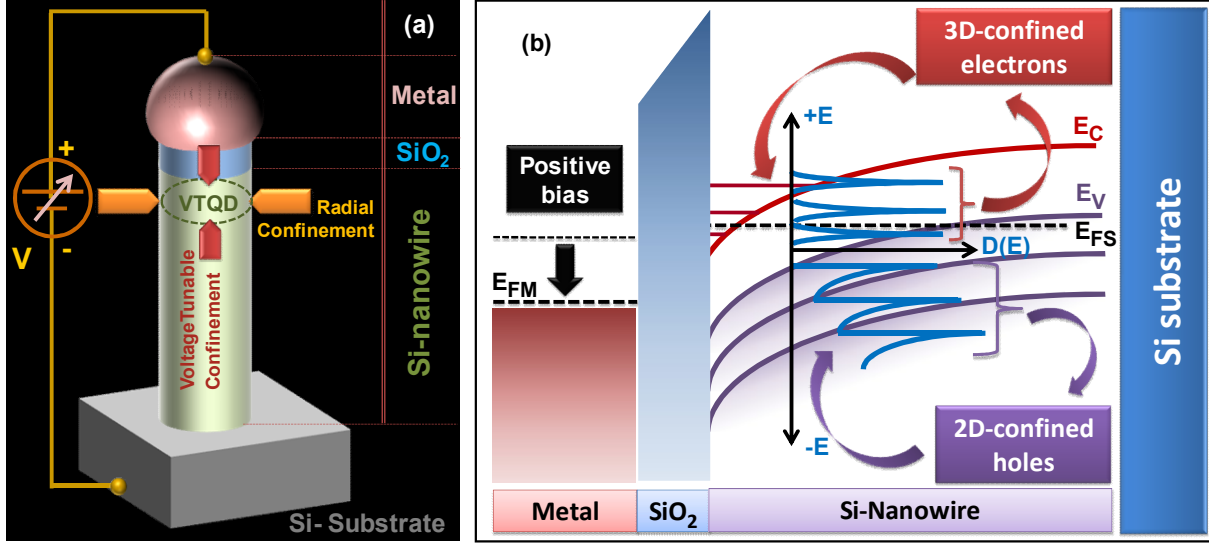 (a)
Metal
SiO2
+
VTQD
Radial
Confinement
V
-
VoltageTunable
Confinement
Si-nanowire
Si- Substrate
(b)
3D-confined
electrons
+E
EC
Positive
bias
EV
EFS
D(E)
EFM
2D-confined
holes
-E
Metal
SiO2
Si-Nanowire
Si substrate